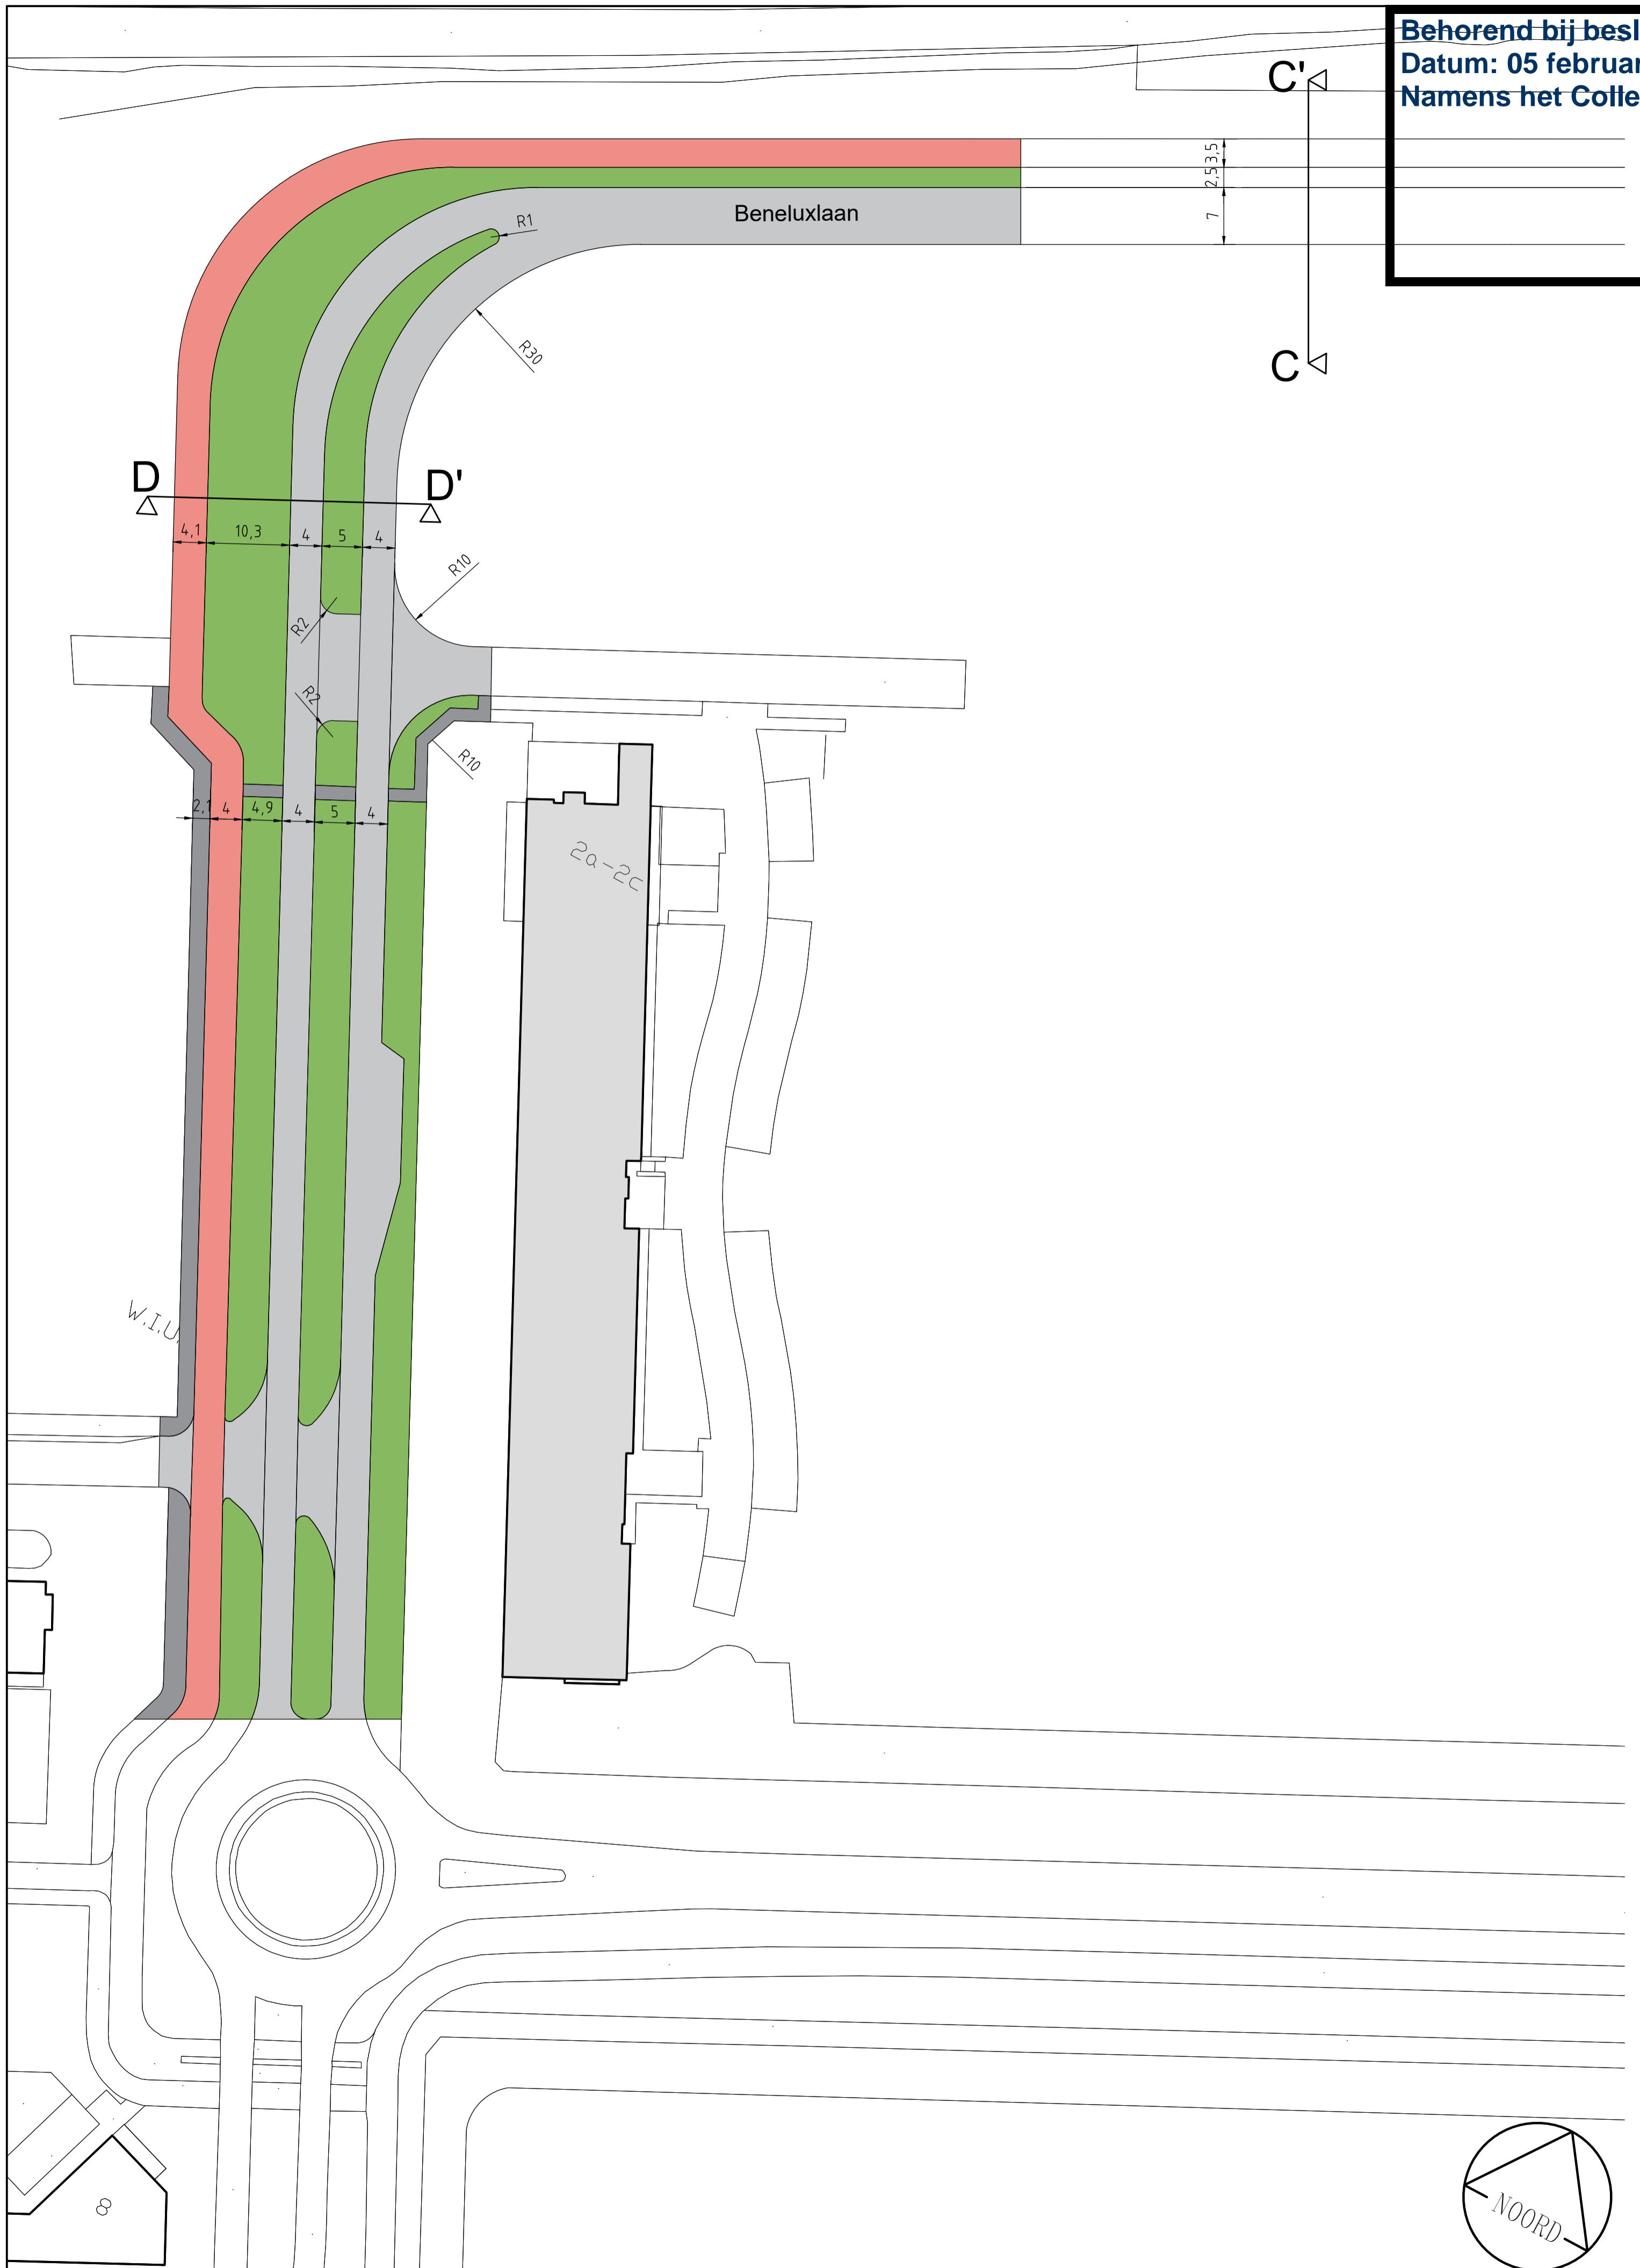 Behorend bij besl
Datum: 05 februar
Namens het Colle
C'
3,5
2,5
7
Beneluxlaan
R1
R30
C
D
D'
4,1
10,3
4
5
4
R10
R2
R2
R10
2,1
4
4,9
4
5
4
2a-2c
W.I.U.
8
NOORD